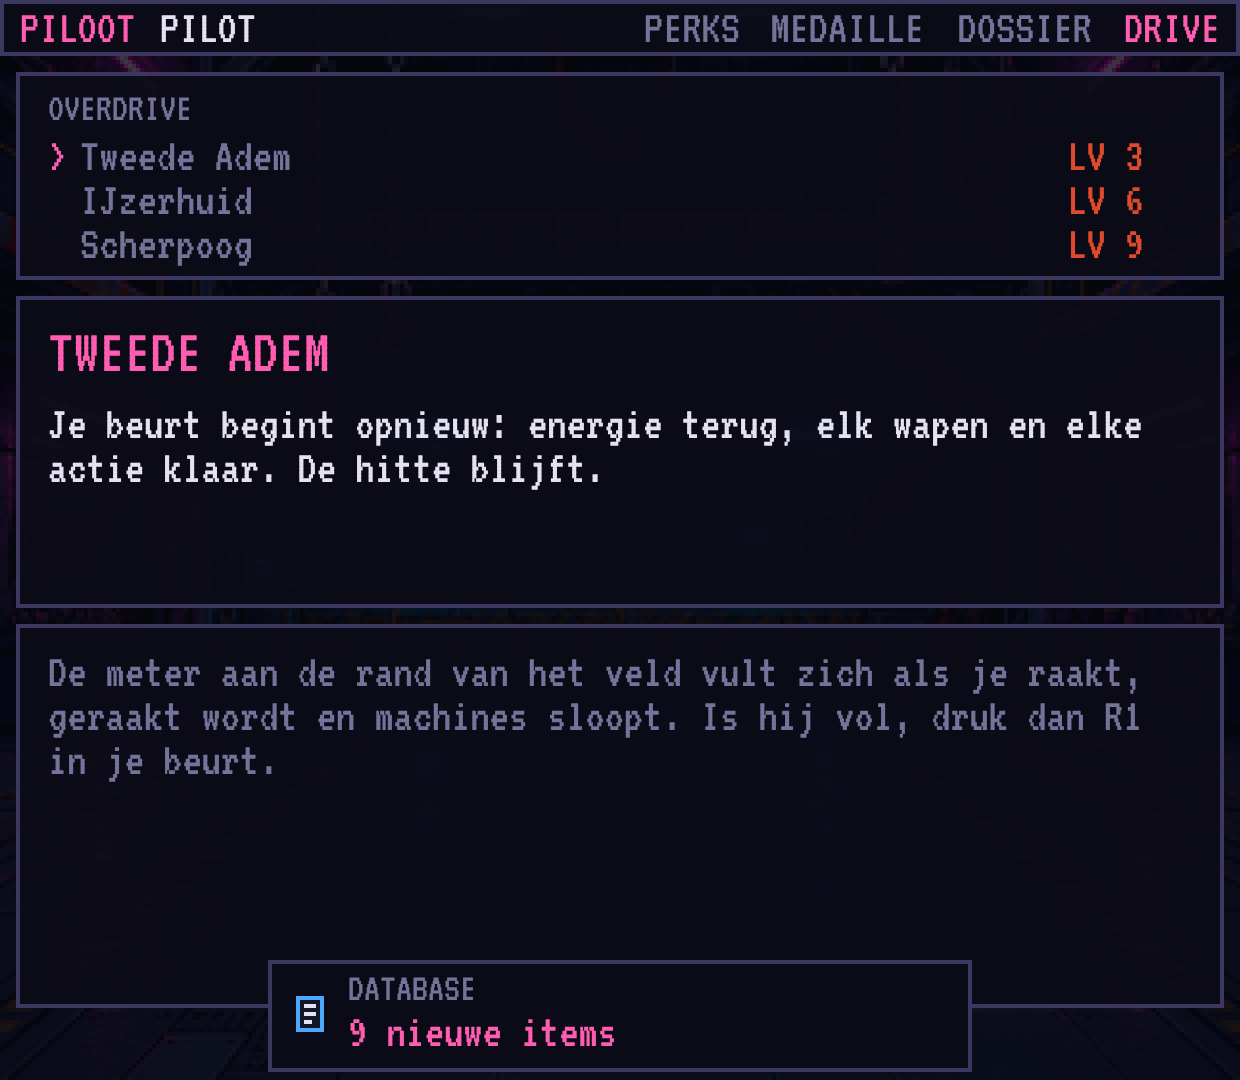 PILOOT PILOT PERKS MEDAILLE DOSSIER DRIVE
OVERDRIVE
> Tweede Adem LV 3
IJzerhuid LV 6
Scherpoog LV 9
TWEEDE ADEM
Je beurt begint opnieuw: energie terug, elk wapen en elke
actie klaar. De hitte blijft.
De meter aan de rand van het veld vult zich als je raakt,
geraakt wordt en machines sloopt. Is hij vol, druk dan R1
in je beurt.
DATABASE
9 nieuwe items